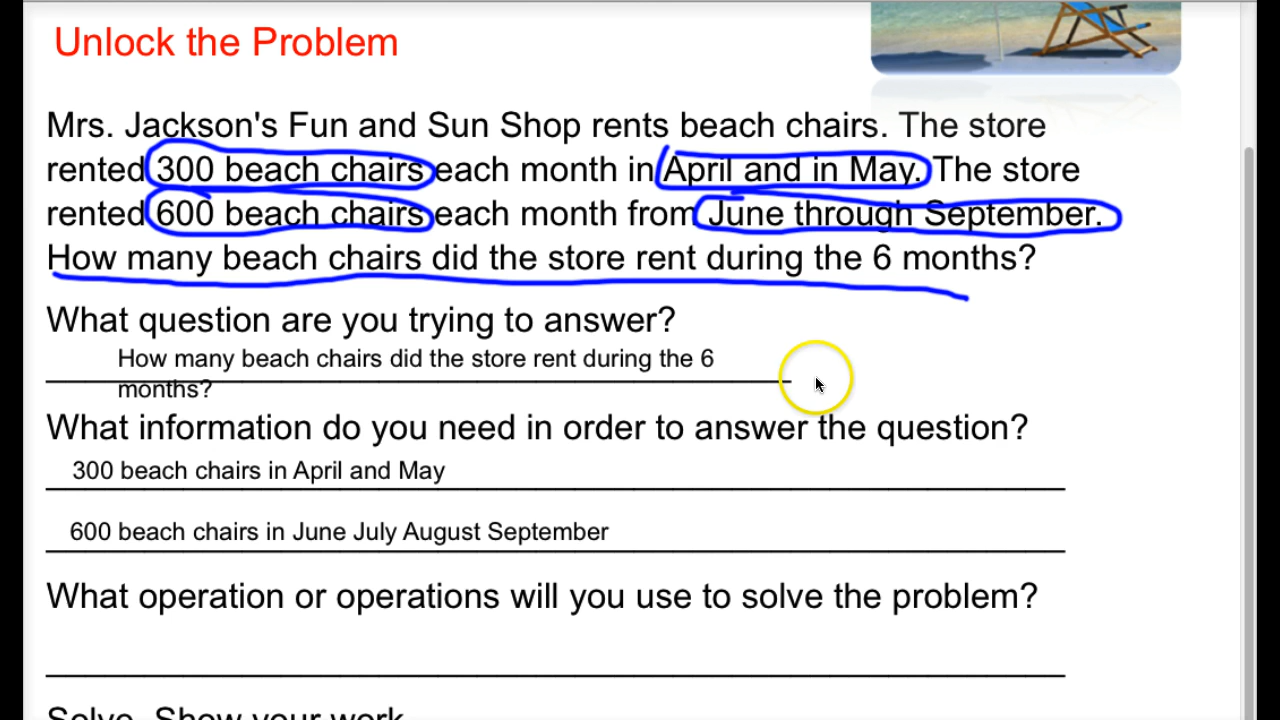 Unlock the Problem
Mrs. Jackson's Fun and Sun Shop rents beach chairs. The store
rented 300 beach chairs each month in April and in May. The store
rented 600 beach chairs each month from June through September.
How many beach chairs did the store rent during the 6 months?
What question are you trying to answer?
How many beach chairs did the store rent during the 6
months?
What information do you need in order to answer the question?
300 beach chairs in April and May
600 beach chairs in June July August September
What operation or operations will you use to solve the problem?
Solve. Show your work.